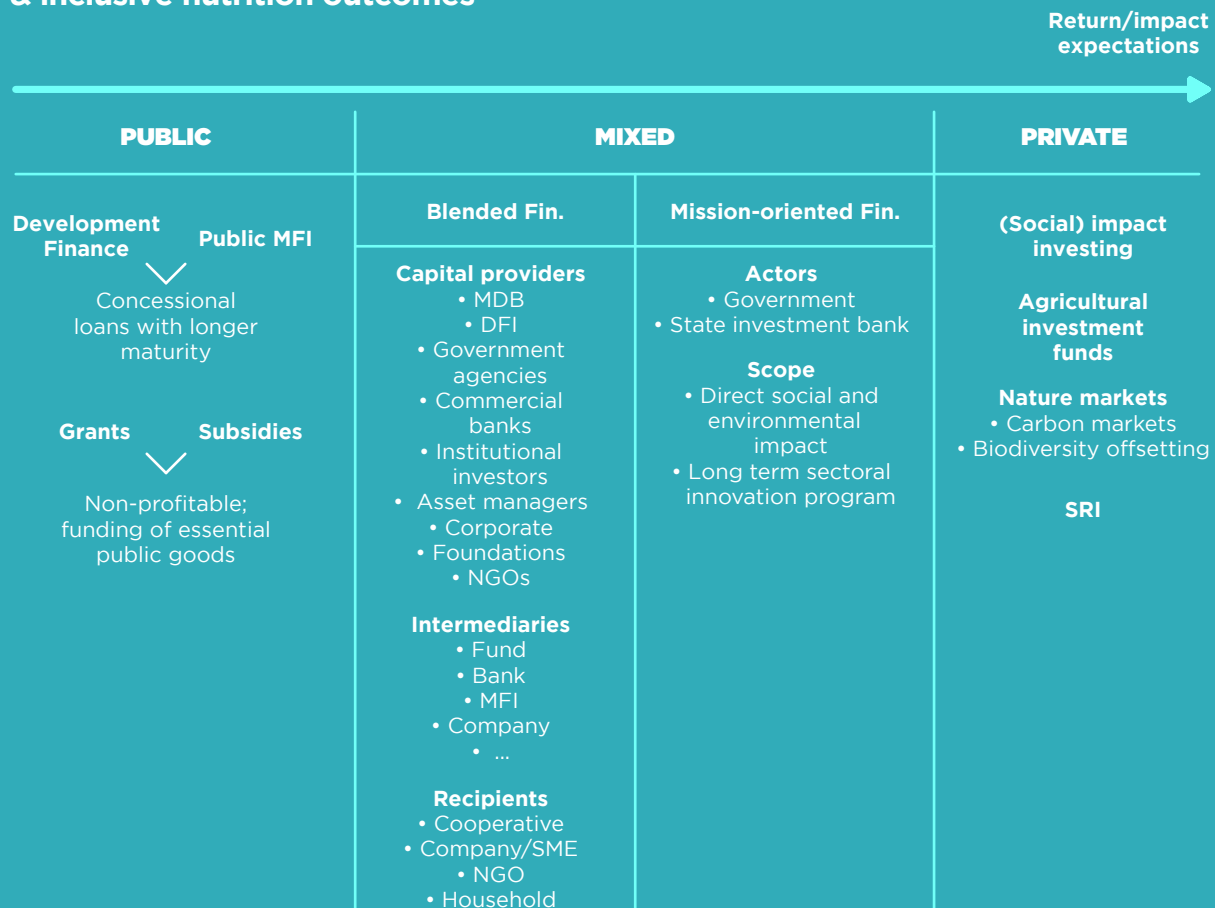 & inclusive nutrition outcomes
Return/impact
expectations
PUBLIC
MIXED
PRIVATE
Development
Finance
Public MFI
Concessional
loans with longer
maturity
Grants
Subsidies
Non-profitable;
funding of essential
public goods
Blended Fin.
Capital providers
• MDB
• DFI
• Government
agencies
• Commercial
banks
• Institutional
investors
• Asset managers
• Corporate
• Foundations
• NGOs
Intermediaries
• Fund
• Bank
• MFI
• Company
• ...
Recipients
• Cooperative
• Company/SME
• NGO
• Household
Mission-oriented Fin.
Actors
• Government
• State investment bank
Scope
• Direct social and
environmental
impact
• Long term sectoral
innovation program
(Social) impact
investing
Agricultural
investment
funds
Nature markets
• Carbon markets
• Biodiversity offsetting
SRI